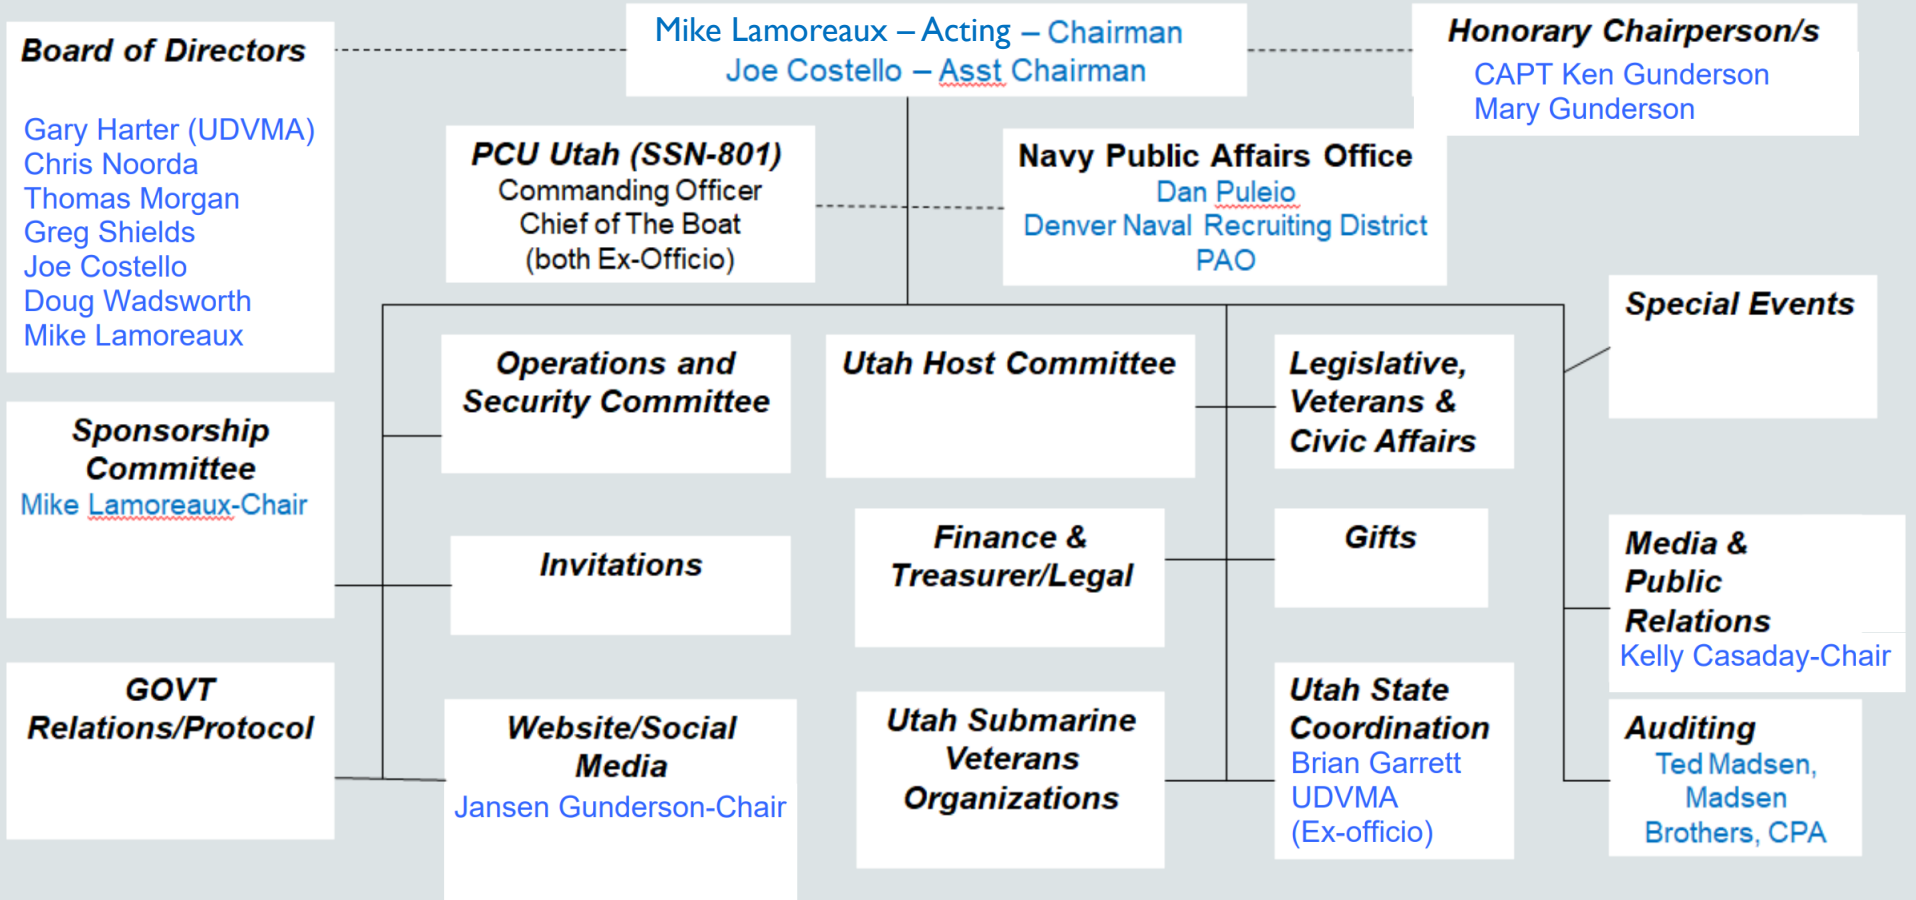 Board of Directors
Gary Harter (UDVMA)
Chris Noorda
Thomas Morgan
Greg Shields
Joe Costello
Doug Wadsworth
Mike Lamoreaux
Mike Lamoreaux – Acting – Chairman
Joe Costello – Asst Chairman
Honorary Chairperson/s
CAPT Ken Gunderson
Mary Gunderson
PCU Utah (SSN-801)
Commanding Officer
Chief of The Boat
(both Ex-Officio)
Navy Public Affairs Office
Dan Puleio
Denver Naval Recruiting District
PAO
Special Events
Operations and
Security Committee
Utah Host Committee
Legislative,
Veterans &
Civic Affairs
Sponsorship
Committee
Mike Lamoreaux-Chair
Invitations
Finance &
Treasurer/Legal
Gifts
Media &
Public
Relations
Kelly Casaday-Chair
GOVT
Relations/Protocol
Website/Social
Media
Jansen Gunderson-Chair
Utah Submarine
Veterans
Organizations
Utah State
Coordination
Brian Garrett
UDVMA
(Ex-officio)
Auditing
Ted Madsen,
Madsen
Brothers, CPA